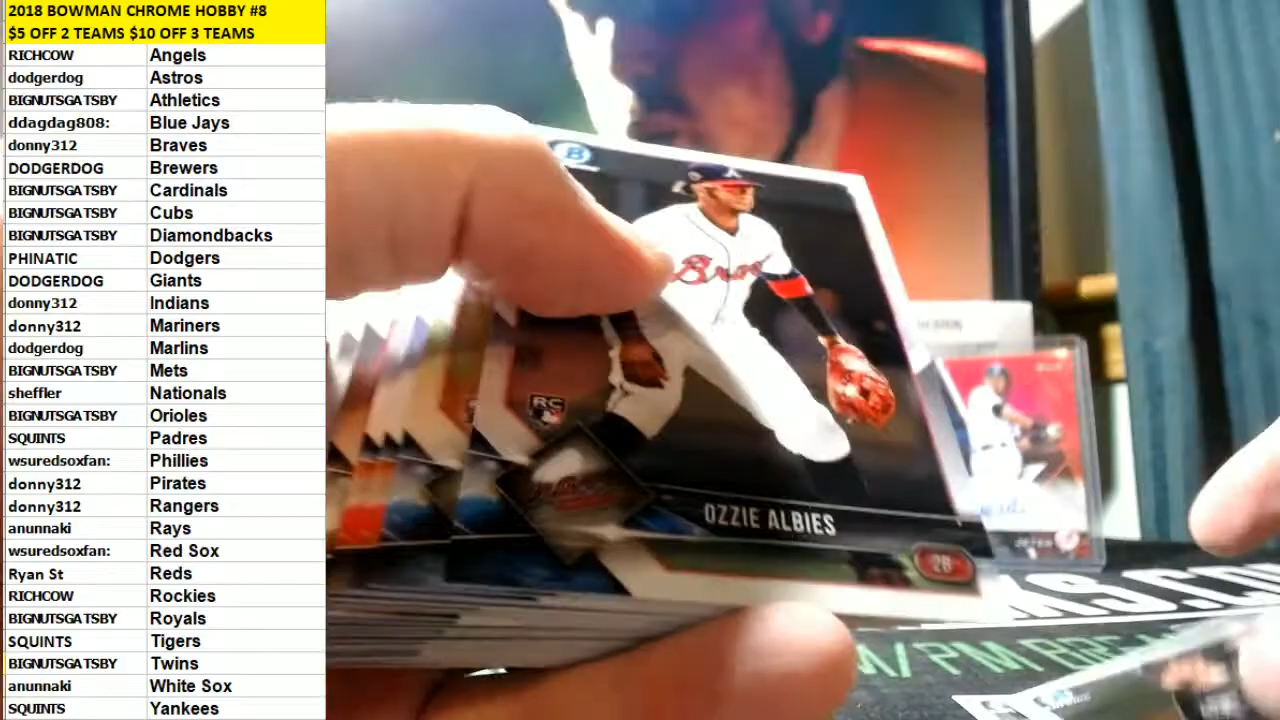 2018 BOWMAN CHROME HOBBY #8
$5 OFF 2 TEAMS $10 OFF 3 TEAMS
RICHCOW Angels
dodgerdog Astros
BIGNUTSGATSBY Athletics
ddagdag808: Blue Jays
donny312 Braves
DODGERDOG Brewers
BIGNUTSGATSBY Cardinals
BIGNUTSGATSBY Cubs
BIGNUTSGATSBY Diamondbacks
PHINATIC Dodgers
DODGERDOG Giants
donny312 Indians
donny312 Mariners
dodgerdog Marlins
BIGNUTSGATSBY Mets
sheffler Nationals
BIGNUTSGATSBY Orioles
SQUINTS Padres
wsuredsoxfan: Phillies
donny312 Pirates
donny312 Rangers
anunnaki Rays
wsuredsoxfan: Red Sox
Ryan St Reds
RICHCOW Rockies
BIGNUTSGATSBY Royals
SQUINTS Tigers
BIGNUTSGATSBY Twins
anunnaki White Sox
SQUINTS Yankees
B
RC
OZZIE ALBIES
2B
JETER